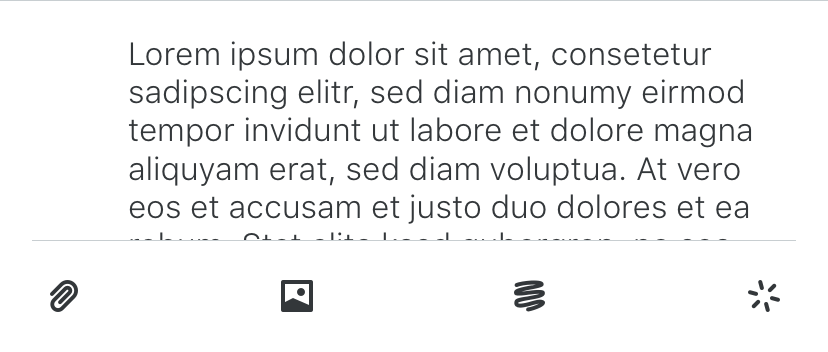 Lorem ipsum dolor sit amet, consetetur
sadipscing elitr, sed diam nonumy eirmod
tempor invidunt ut labore et dolore magna
aliquyam erat, sed diam voluptua. At vero
eos et accusam et justo duo dolores et ea